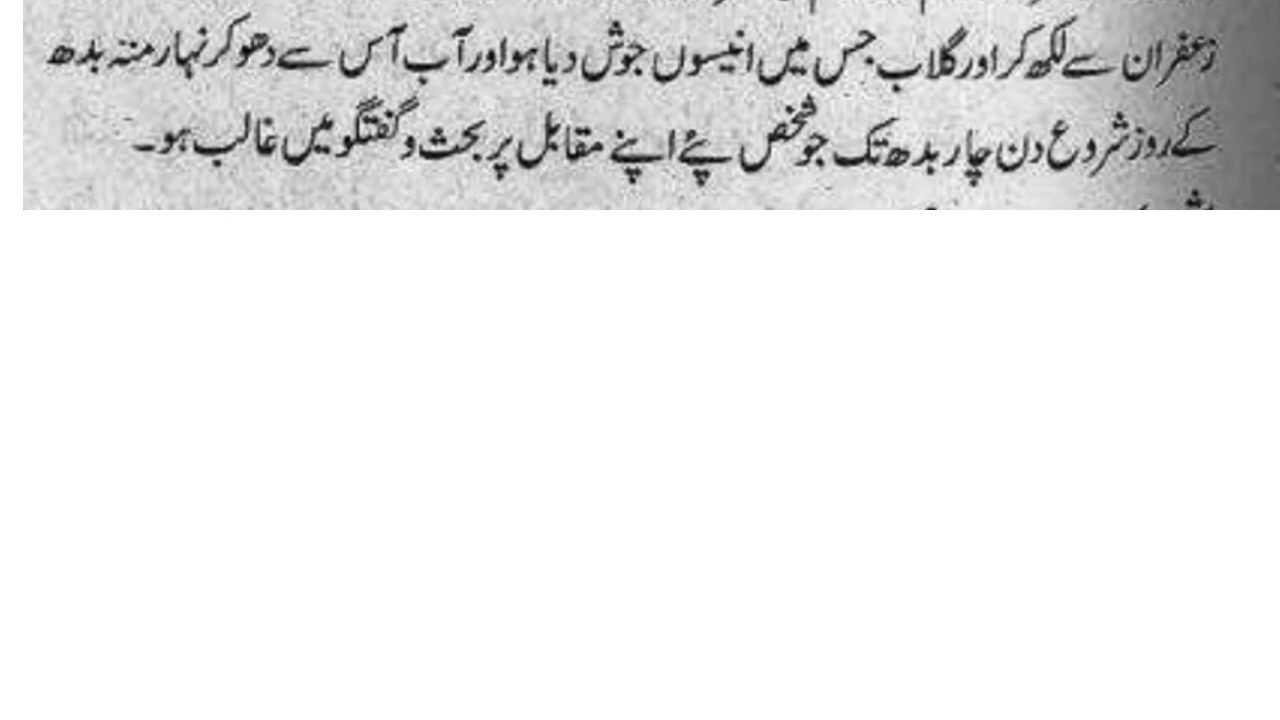 زعفران سے لکھ کر اور گلاب جس میں انیسوں جوش دیا ہو اور آب آس سے دھو کر نہار منہ بدھ
کے روز شروع دن چار بدھ تک جو شخص پئے اپنے مقابل پر بحث و گفتگو میں غالب ہو۔